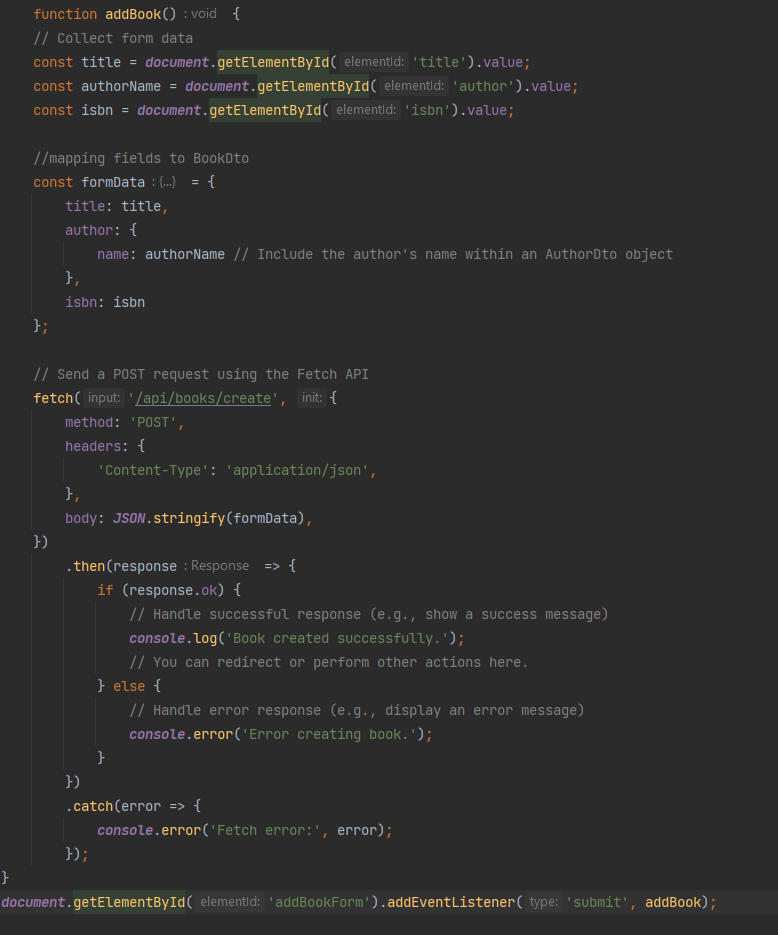 function addBook() : void {
// Collect form data
const title = document.getElementById( elementId: 'title').value;
const authorName = document.getElementById( elementId: 'author').value;
const isbn = document.getElementById( elementId: 'isbn').value;
//mapping fields to BookDto
const formData : {...} = {
title: title,
author: {
name: authorName // Include the author's name within an AuthorDto object
},
isbn: isbn
};
// Send a POST request using the Fetch API
fetch( input: '/api/books/create', init: {
method: 'POST',
headers: {
'Content-Type': 'application/json',
},
body: JSON.stringify(formData),
})
.then(response : Response => {
if (response.ok) {
// Handle successful response (e.g., show a success message)
console.log('Book created successfully.');
// You can redirect or perform other actions here.
} else {
// Handle error response (e.g., display an error message)
console.error('Error creating book.');
}
})
.catch(error => {
console.error('Fetch error:', error);
});
}
document.getElementById( elementId: 'addBookForm').addEventListener( type: 'submit', addBook);